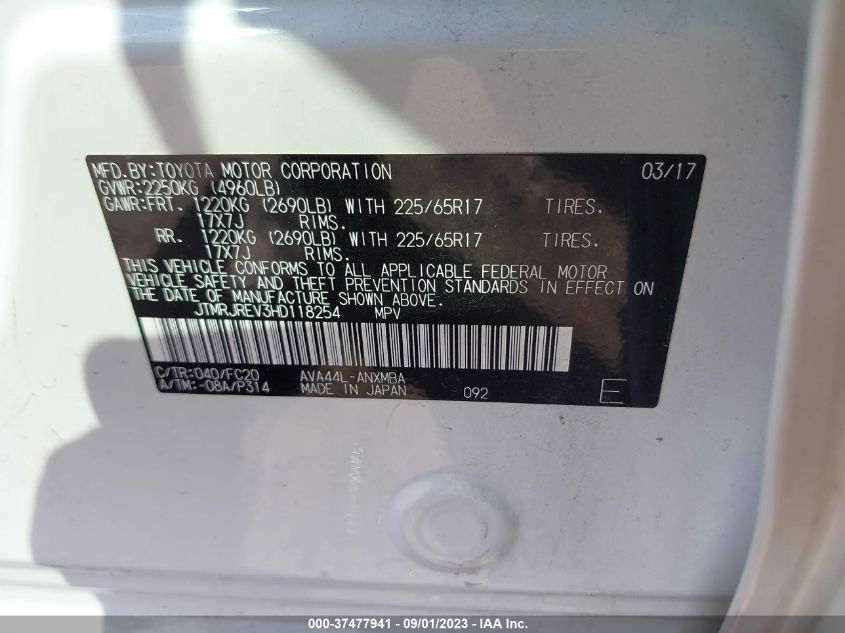 MFD.BY:TOYOTA MOTOR CORPORATION 03/17
GVWR:2250KG (4960LB)
GAWR:FRT. 1220KG (2690LB) WITH 225/65R17 TIRES.
17X7J RIMS.
RR. 1220KG (2690LB) WITH 225/65R17 TIRES.
17X7J RIMS.
THIS VEHICLE CONFORMS TO ALL APPLICABLE FEDERAL MOTOR
VEHICLE SAFETY AND THEFT PREVENTION STANDARDS IN EFFECT ON
THE DATE OF MANUFACTURE SHOWN ABOVE.
JTMRJREV3HD118254 MPV
C/TR:040/FC20 AVA44L-ANXMBA
A/TM:-08A/P314 MADE IN JAPAN 092 E
000-37477941 - 09/01/2023 - IAA Inc.